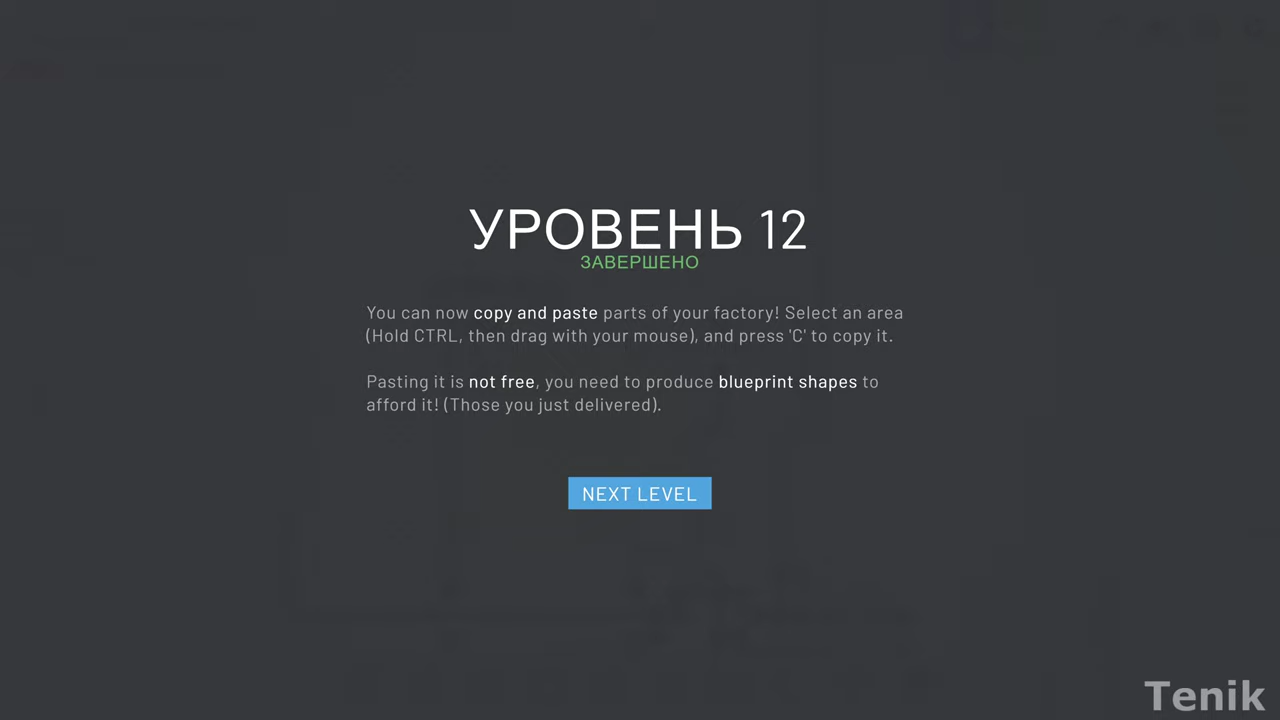 УРОВЕНЬ 12
ЗАВЕРШЕНО
You can now copy and paste parts of your factory! Select an area
(Hold CTRL, then drag with your mouse), and press 'C' to copy it.
Pasting it is not free, you need to produce blueprint shapes to
afford it! (Those you just delivered).
NEXT LEVEL
Tenik